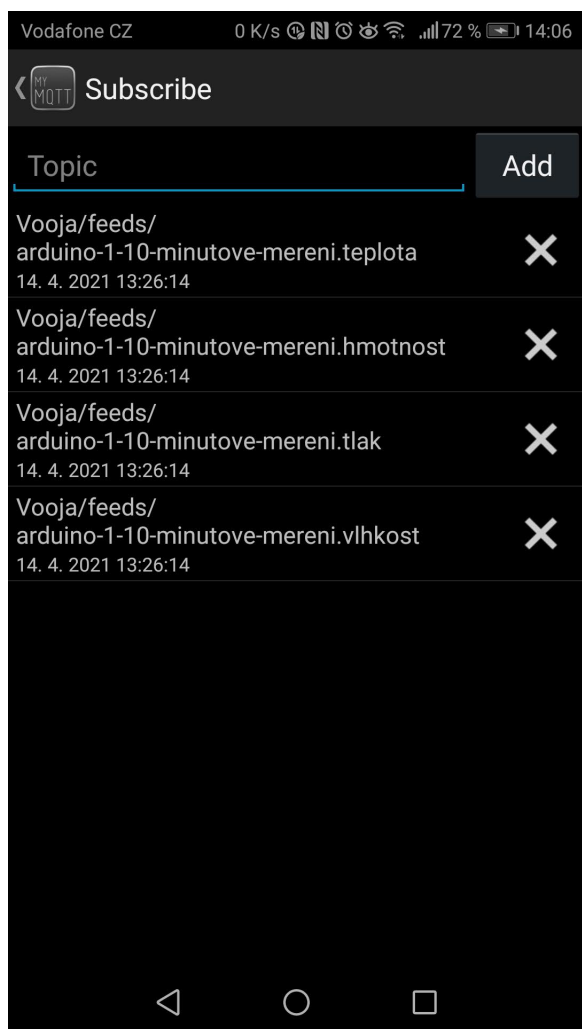 Vodafone CZ 0 K/s 72 % 14:06
MY
MQTT
Subscribe
Topic Add
Vooja/feeds/
arduino-1-10-minutove-mereni.teplota
14. 4. 2021 13:26:14
Vooja/feeds/
arduino-1-10-minutove-mereni.hmotnost
14. 4. 2021 13:26:14
Vooja/feeds/
arduino-1-10-minutove-mereni.tlak
14. 4. 2021 13:26:14
Vooja/feeds/
arduino-1-10-minutove-mereni.vlhkost
14. 4. 2021 13:26:14